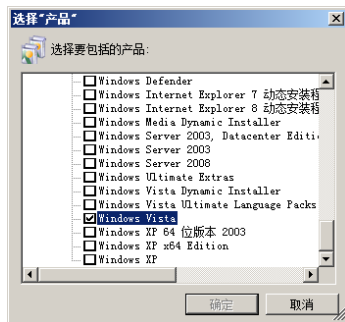 选择"产品"
选择要包括的产品:
Windows Defender
Windows Internet Explorer 7 动态安装程
Windows Internet Explorer 8 动态安装程
Windows Media Dynamic Installer
Windows Server 2003, Datacenter Editi
Windows Server 2003
Windows Server 2008
Windows Ultimate Extras
Windows Vista Dynamic Installer
Windows Vista Ultimate Language Packs
Windows Vista
Windows XP 64 位版本 2003
Windows XP x64 Edition
Windows XP
确定 取消